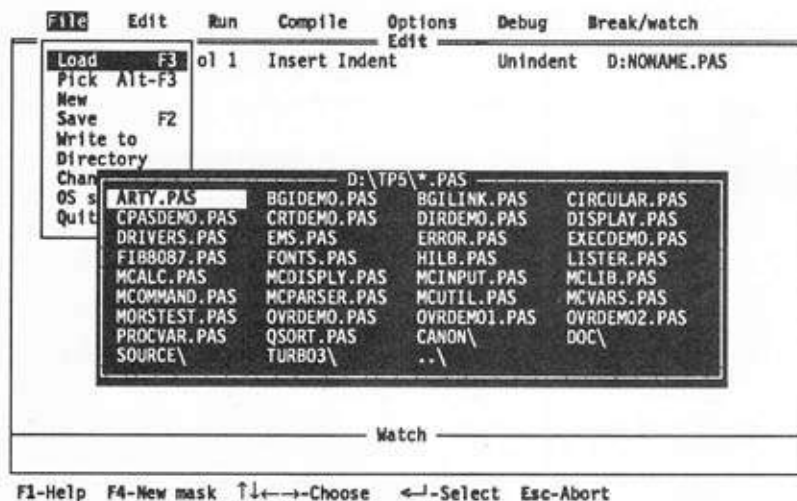 File Edit Run Compile Options Debug Break/watch
Edit
Load F3 ol 1 Insert Indent Unindent D:NONAME.PAS
Pick Alt-F3
New
Save F2
Write to
Directory
Chan
OS s
Quit
D:\TP5\*.PAS
ARTY.PAS BGIDEMO.PAS BGILINK.PAS CIRCULAR.PAS
CPASDEMO.PAS CRTDEMO.PAS DIRDEMO.PAS DISPLAY.PAS
DRIVERS.PAS EMS.PAS ERROR.PAS EXECDEMO.PAS
FIB8087.PAS FONTS.PAS HILB.PAS LISTER.PAS
MCALC.PAS MCDISPLY.PAS MCINPUT.PAS MCLIB.PAS
MCOMMAND.PAS MCPARSER.PAS MCUTIL.PAS MCVARS.PAS
MORSTEST.PAS OVRDEMO.PAS OVRDEMO1.PAS OVRDEMO2.PAS
PROCVAR.PAS QSORT.PAS CANON\ DOC\
SOURCE\ TURBO3\ ..\
Watch
F1-Help F4-New mask ↑↓←→-Choose ↵-Select Esc-Abort